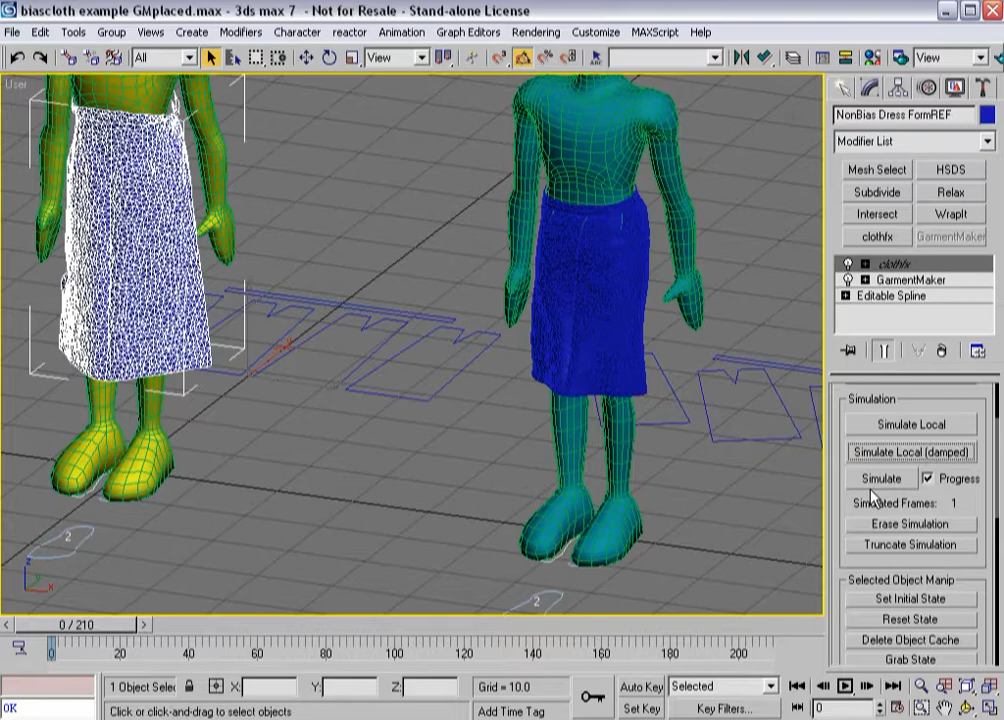 biascloth example GMplaced.max - 3ds max 7 - Not for Resale - Stand-alone License
File Edit Tools Group Views Create Modifiers Character reactor Animation Graph Editors Rendering Customize MAXScript Help
All View View
User
NonBias Dress FormREF
Modifier List
Mesh Select HSDS
Subdivide Relax
Intersect WrapIt
clothfx GarmentMaker
clothfx
GarmentMaker
Editable Spline
Simulation
Simulate Local
Simulate Local (damped)
Simulate Progress
Simulated Frames: 1
Erase Simulation
Truncate Simulation
Selected Object Manip
Set Initial State
Reset State
Delete Object Cache
Grab State
2
2
z
y
x
0 / 210
0 20 40 60 80 100 120 140 160 180 200
1 Object Selec X: Y: Z: Grid = 10.0 Auto Key Selected
OK Click or click-and-drag to select objects Add Time Tag Set Key Key Filters... 0